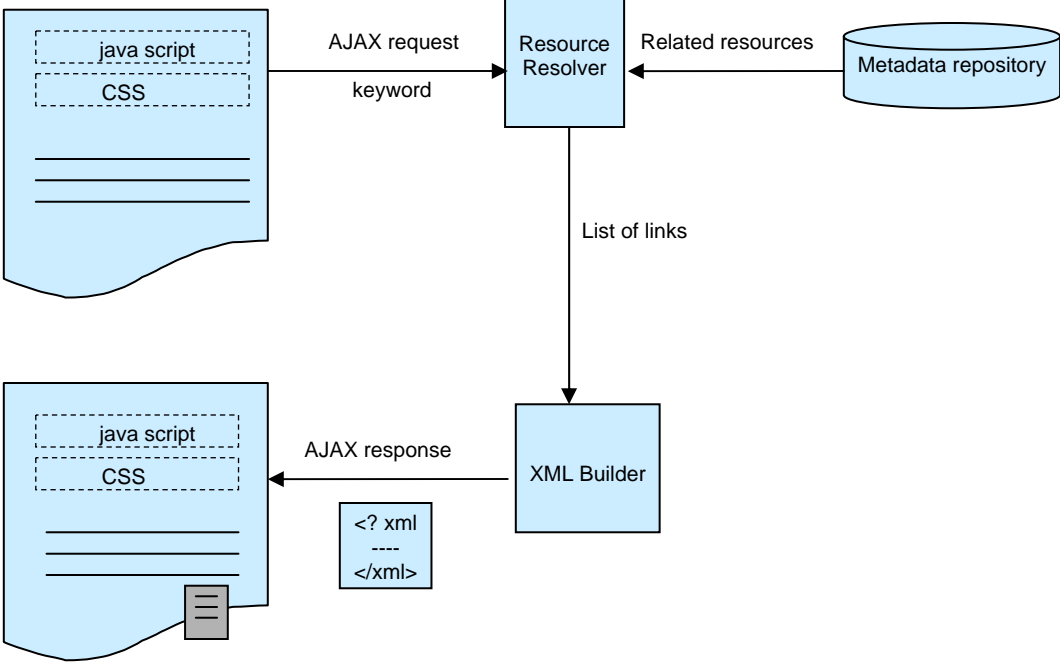 java script
CSS
AJAX request
keyword
Resource
Resolver
Related resources
Metadata repository
List of links
java script
CSS
AJAX response
<? xml
----
</xml>
XML Builder